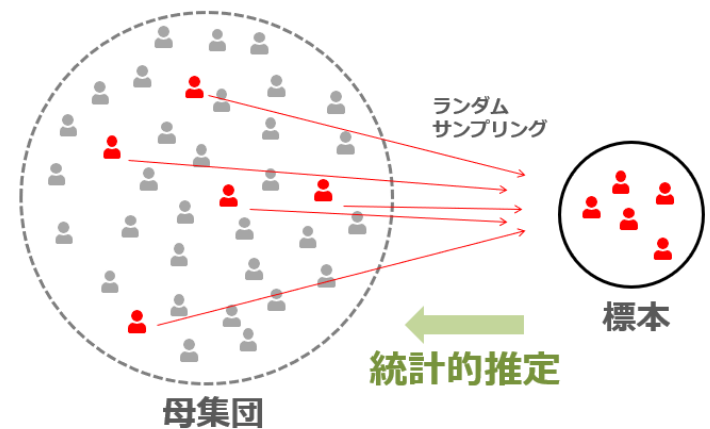 ランダム
サンプリング
標本
統計的推定
母集団